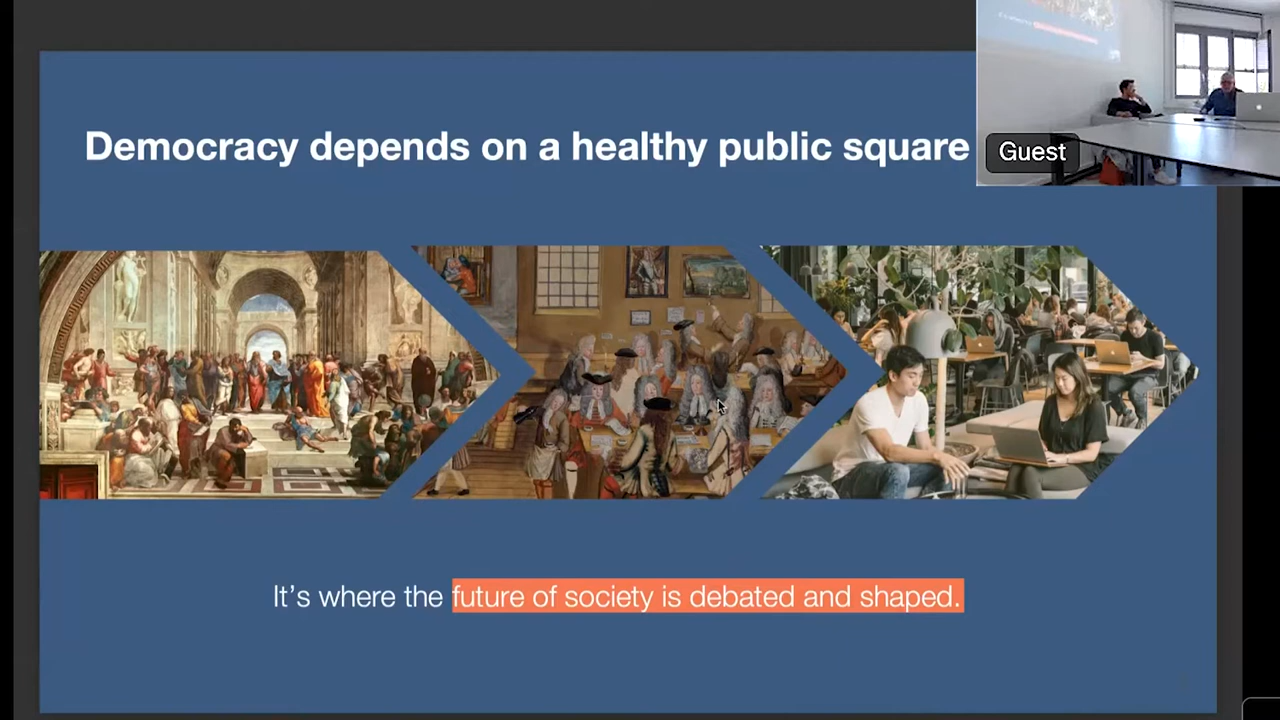 Democracy depends on a healthy public square
Guest
It’s where the future of society is debated and shaped.